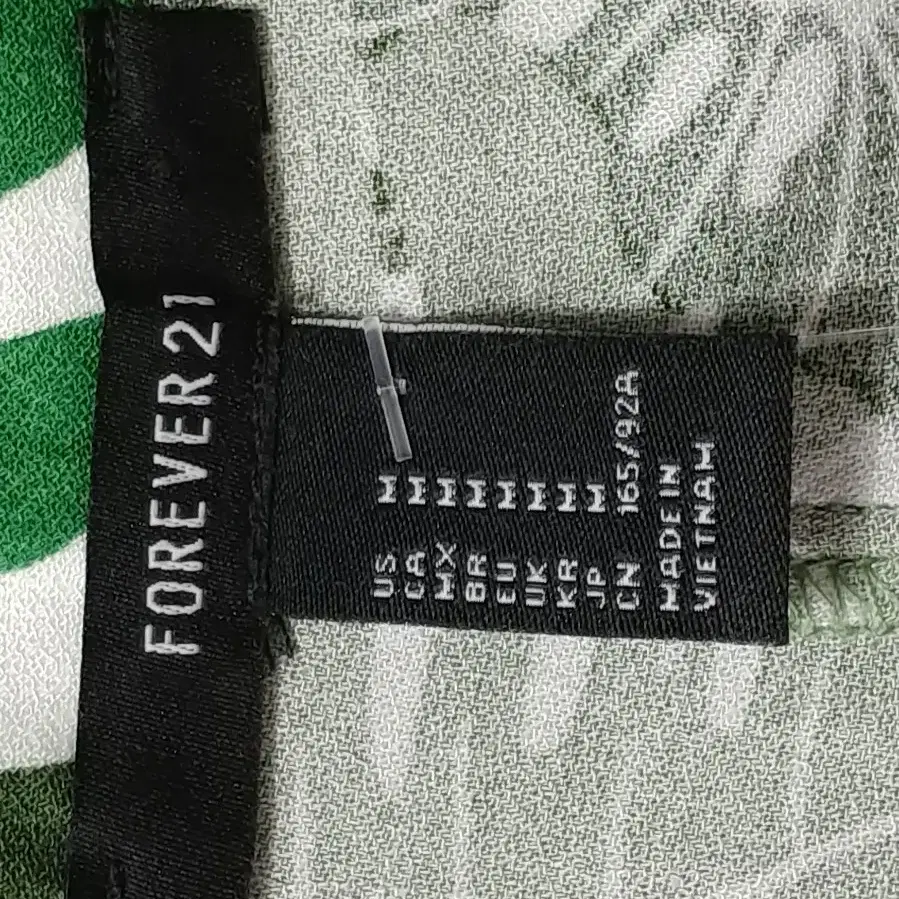 FOREVER 21
US M
CA M
MX M
BR M
EU M
UK M
KR M
JP M
CN 165/92A
MADE IN
VIETNAM